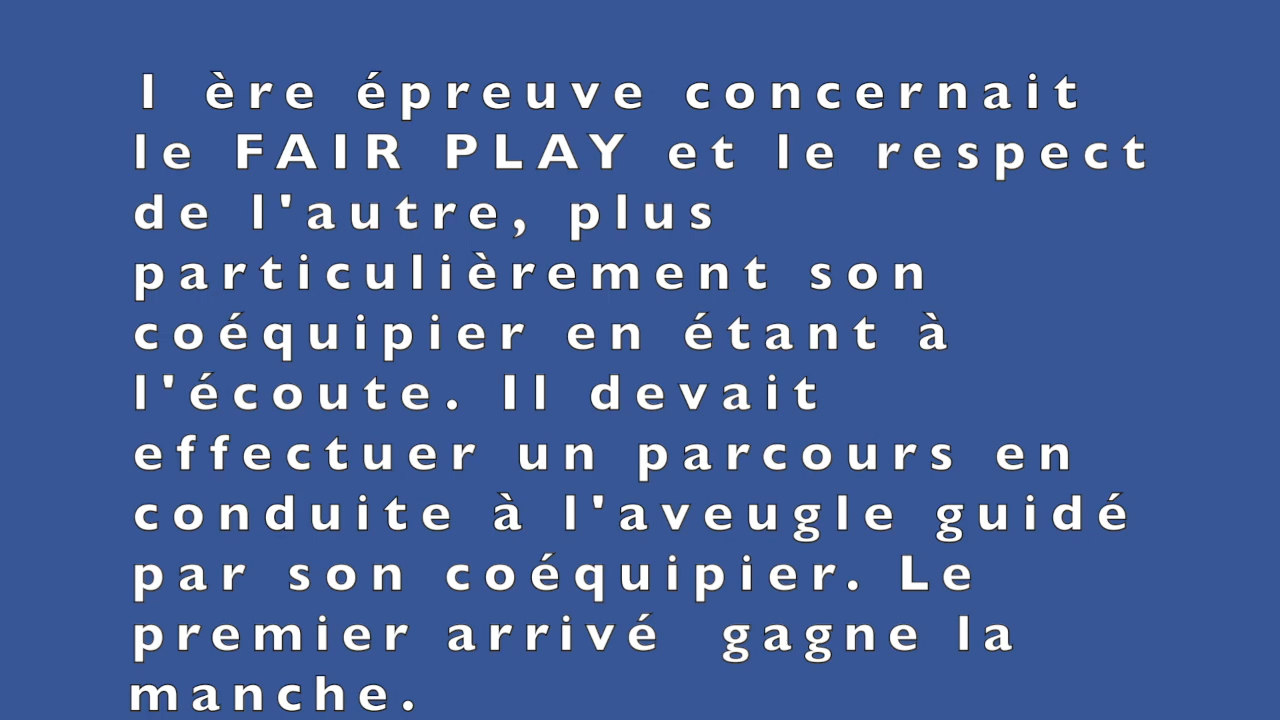 1 ère épreuve concernait
le FAIR PLAY et le respect
de l'autre, plus
particulièrement son
coéquipier en étant à
l'écoute. Il devait
effectuer un parcours en
conduite à l'aveugle guidé
par son coéquipier. Le
premier arrivé gagne la
manche.